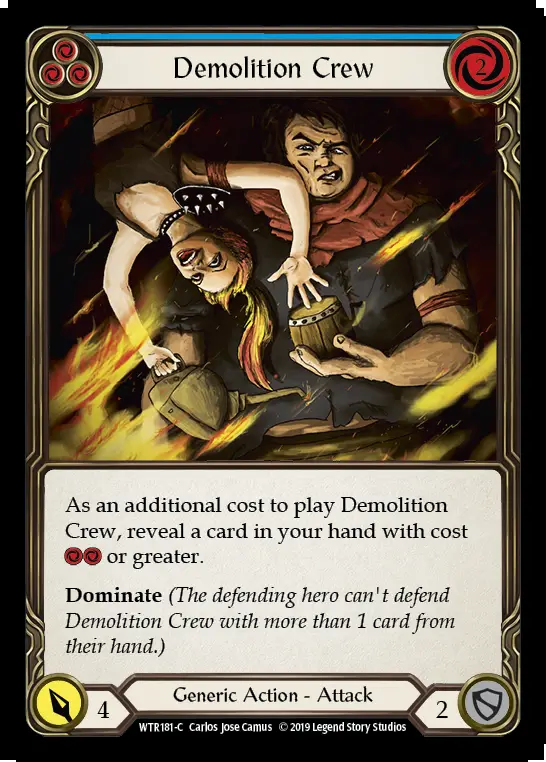 Demolition Crew
2
As an additional cost to play Demolition
Crew, reveal a card in your hand with cost
or greater.
Dominate (The defending hero can't defend
Demolition Crew with more than 1 card from
their hand.)
4
Generic Action - Attack
2
WTR181-C Carlos Jose Camus © 2019 Legend Story Studios